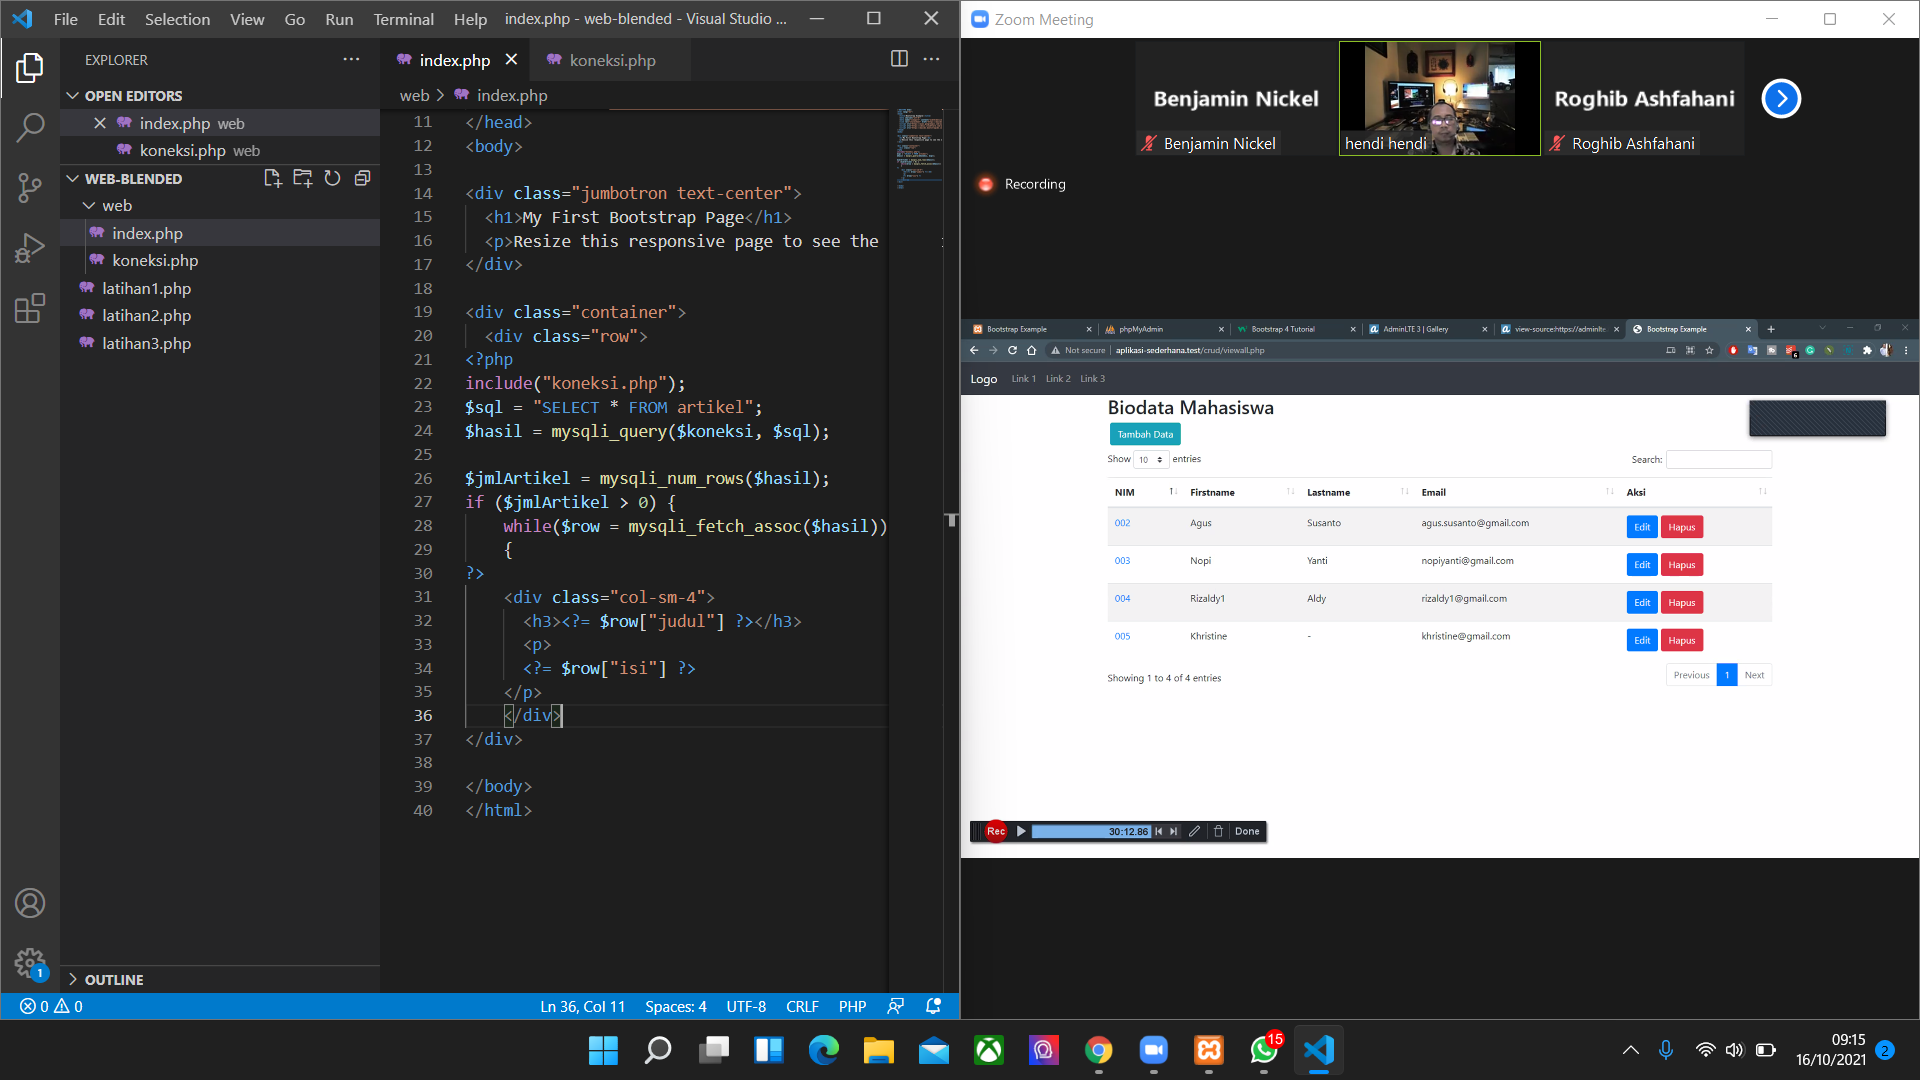 File Edit Selection View Go Run Terminal Help index.php - web-blended - Visual Studio ...
EXPLORER
OPEN EDITORS
index.php web
koneksi.php web
WEB-BLENDED
web
index.php
koneksi.php
latihan1.php
latihan2.php
latihan3.php
OUTLINE
1
index.php koneksi.php
web index.php
11 </head>
12 <body>
13
14 <div class="jumbotron text-center">
15 <h1>My First Bootstrap Page</h1>
16 <p>Resize this responsive page to see the
17 </div>
18
19 <div class="container">
20 <div class="row">
21 <?php
22 include("koneksi.php");
23 $sql = "SELECT * FROM artikel";
24 $hasil = mysqli_query($koneksi, $sql);
25
26 $jmlArtikel = mysqli_num_rows($hasil);
27 if ($jmlArtikel > 0) {
28 while($row = mysqli_fetch_assoc($hasil))
29 {
30 ?>
31 <div class="col-sm-4">
32 <h3><?= $row["judul"] ?></h3>
33 <p>
34 <?= $row["isi"] ?>
35 </p>
36 </div>
37 </div>
38
39 </body>
40 </html>
0 0 Ln 36, Col 11 Spaces: 4 UTF-8 CRLF PHP
Zoom Meeting
Benjamin Nickel Roghib Ashfahani
Benjamin Nickel hendi hendi Roghib Ashfahani
Recording
Bootstrap Example phpMyAdmin Bootstrap 4 Tutorial AdminLTE 3 | Gallery view-source:https://adminlte. Bootstrap Example
Not secure aplikasi-sederhana.test/crud/viewall.php
Logo Link 1 Link 2 Link 3
Biodata Mahasiswa
Tambah Data
Show 10 entries Search:
NIM Firstname Lastname Email Aksi
002 Agus Susanto agus.susanto@gmail.com Edit Hapus
003 Nopi Yanti nopiyanti@gmail.com Edit Hapus
004 Rizaldy1 Aldy rizaldy1@gmail.com Edit Hapus
005 Khristine - khristine@gmail.com Edit Hapus
Showing 1 to 4 of 4 entries Previous 1 Next
Rec 30:12.86 Done
15
09:15
16/10/2021 2